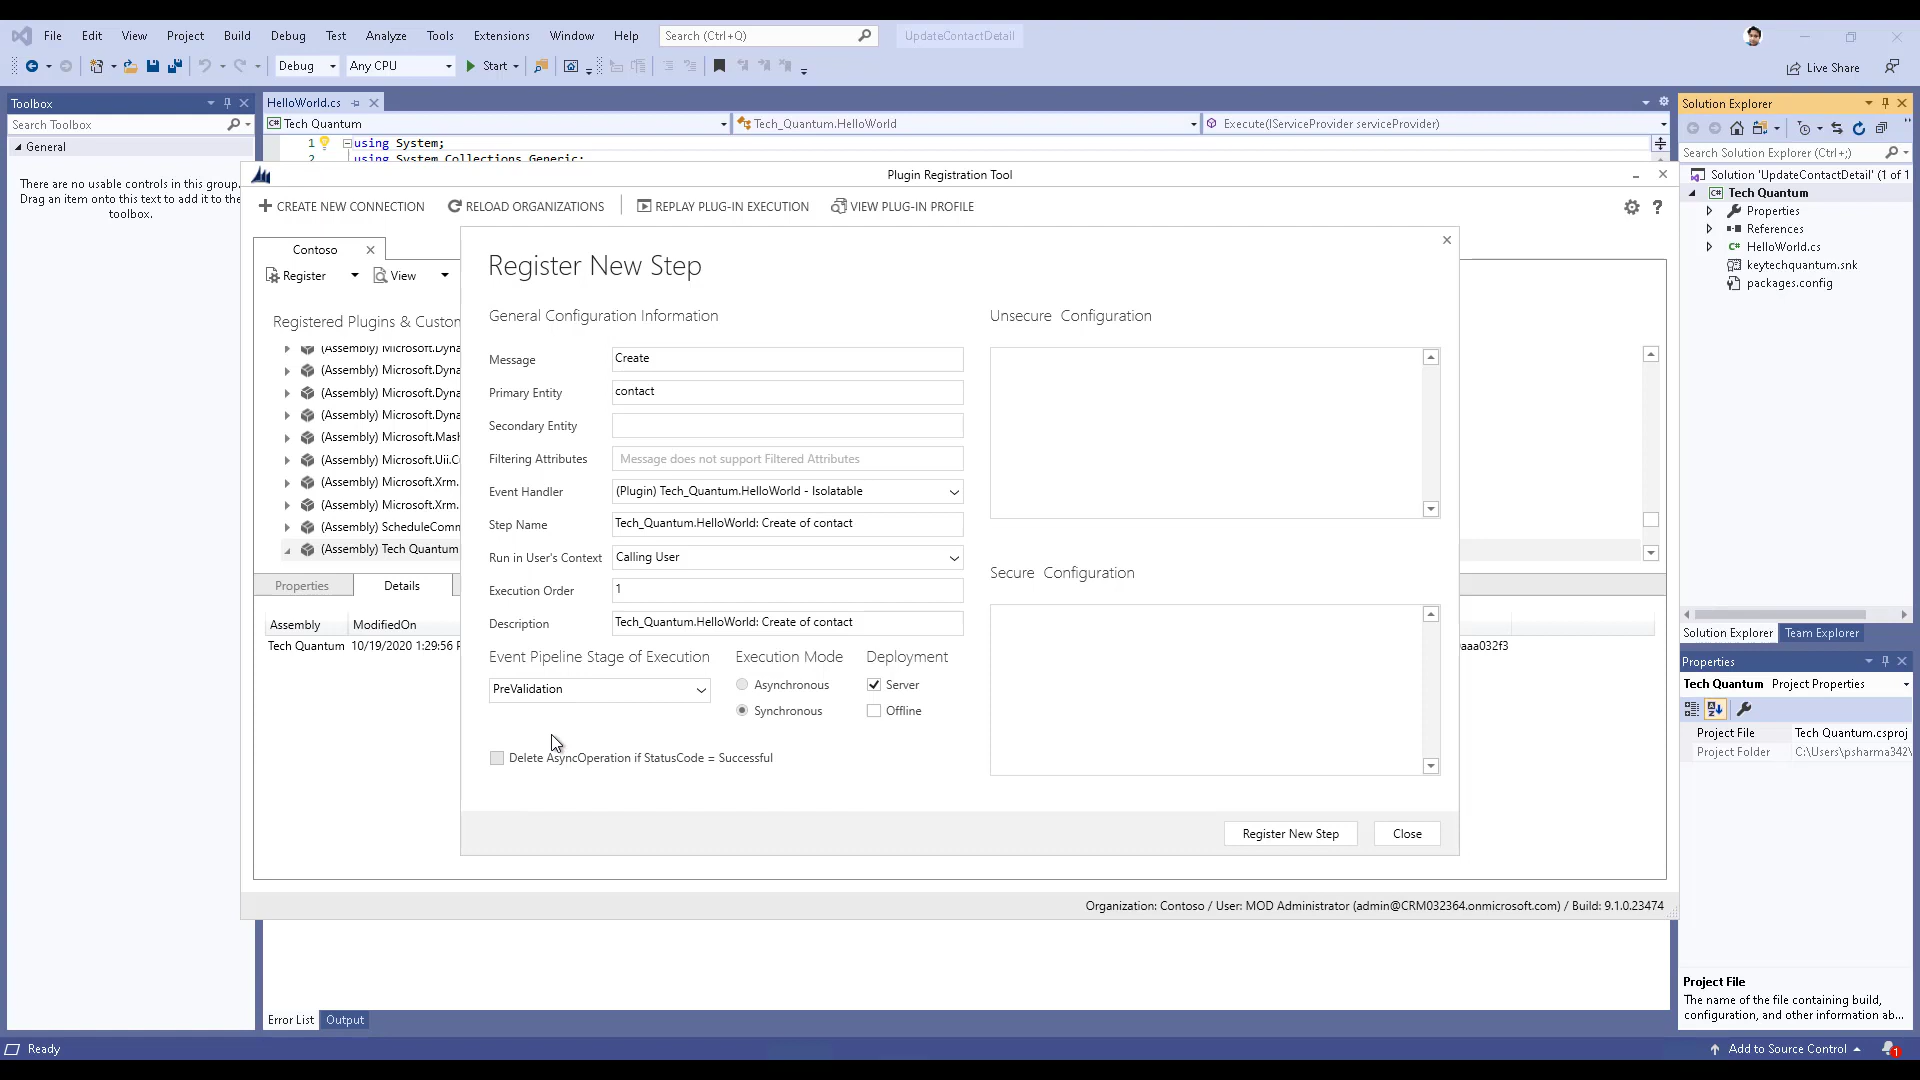 File Edit View Project Build Debug Test Analyze Tools Extensions Window Help Search (Ctrl+Q) UpdateContactDetail
Debug Any CPU Start Live Share
Toolbox
Search Toolbox
General
There are no usable controls in this group.
Drag an item onto this text to add it to the
toolbox.
HelloWorld.cs
Tech Quantum Tech_Quantum.HelloWorld Execute(IServiceProvider serviceProvider)
1 using System;
2 using System.Collections.Generic;
Plugin Registration Tool
CREATE NEW CONNECTION RELOAD ORGANIZATIONS REPLAY PLUG-IN EXECUTION VIEW PLUG-IN PROFILE
Contoso
Register View
Registered Plugins & Custom
(Assembly) Microsoft.Dyna
(Assembly) Microsoft.Dyna
(Assembly) Microsoft.Dyna
(Assembly) Microsoft.Dyna
(Assembly) Microsoft.Mash
(Assembly) Microsoft.Uii.C
(Assembly) Microsoft.Xrm.
(Assembly) Microsoft.Xrm.
(Assembly) ScheduleComm
(Assembly) Tech Quantum
Properties Details
Assembly ModifiedOn
Tech Quantum 10/19/2020 1:29:56 P
aaa032f3
Register New Step
General Configuration Information
Message Create
Primary Entity contact
Secondary Entity
Filtering Attributes Message does not support Filtered Attributes
Event Handler (Plugin) Tech_Quantum.HelloWorld - Isolatable
Step Name Tech_Quantum.HelloWorld: Create of contact
Run in User's Context Calling User
Execution Order 1
Description Tech_Quantum.HelloWorld: Create of contact
Event Pipeline Stage of Execution Execution Mode Deployment
PreValidation Asynchronous Server
Synchronous Offline
Delete AsyncOperation if StatusCode = Successful
Unsecure Configuration
Secure Configuration
Register New Step Close
Organization: Contoso / User: MOD Administrator (admin@CRM032364.onmicrosoft.com) / Build: 9.1.0.23474
Error List Output
Solution Explorer
Search Solution Explorer (Ctrl+;)
Solution 'UpdateContactDetail' (1 of 1
Tech Quantum
Properties
References
HelloWorld.cs
keytechquantum.snk
packages.config
Solution Explorer Team Explorer
Properties
Tech Quantum Project Properties
Project File Tech Quantum.csproj
Project Folder C:\Users\psharma342\
Project File
The name of the file containing build,
configuration, and other information ab...
Ready Add to Source Control 1